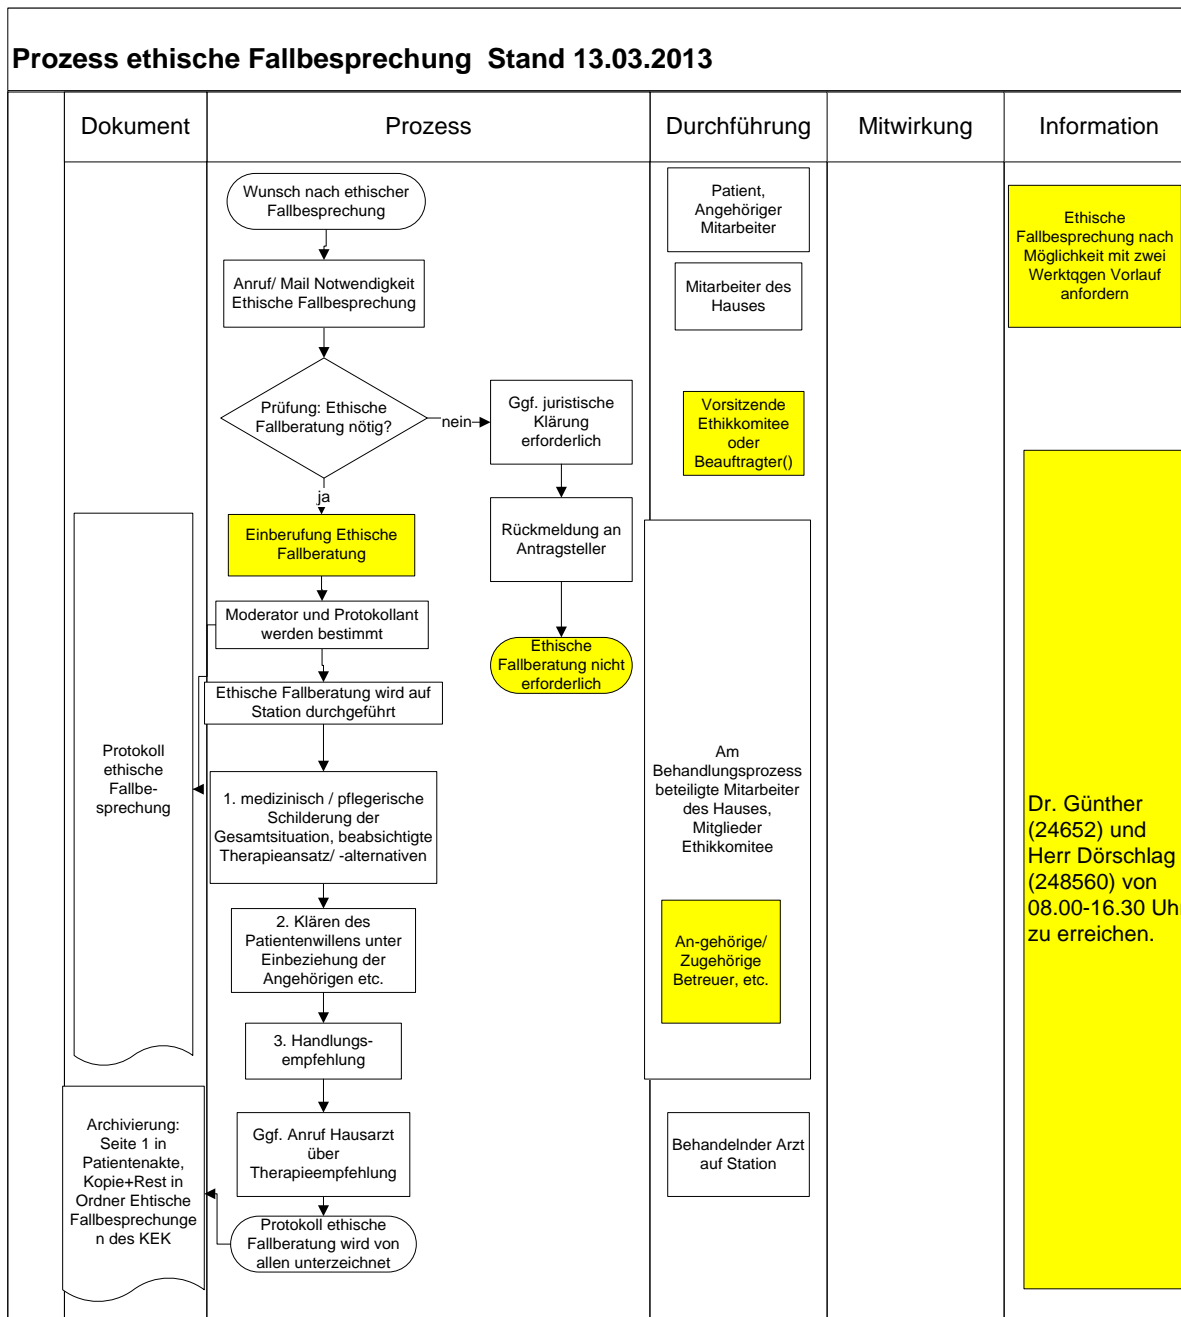 Prozess ethische Fallbesprechung  Stand 13.03.2013
Dokument
Prozess
Durchführung
Mitwirkung
Information
Wunsch nach ethischer
Fallbesprechung
Patient,
Angehöriger
Mitarbeiter
Ethische
Fallbesprechung nach
Möglichkeit mit zwei
Werktqgen Vorlauf
anfordern
Anruf/ Mail Notwendigkeit
Ethische Fallbesprechung
Mitarbeiter des
Hauses
Prüfung: Ethische
Fallberatung nötig?
nein
Ggf. juristische
Klärung
erforderlich
Vorsitzende
Ethikkomitee
oder
Beauftragter()
ja
Einberufung Ethische
Fallberatung
Rückmeldung an
Antragsteller
Moderator und Protokollant
werden bestimmt
Ethische
Fallberatung nicht
erforderlich
Ethische Fallberatung wird auf
Station durchgeführt
Protokoll
ethische
Fallbe-
sprechung
1. medizinisch / pflegerische
Schilderung der
Gesamtsituation, beabsichtigte
Therapieansatz/ -alternativen
Am
Behandlungsprozess
beteiligte Mitarbeiter
des Hauses,
Mitglieder
Ethikkomitee
Dr. Günther
(24652) und
Herr Dörschlag
(248560) von
08.00-16.30 Uhr
zu erreichen.
2. Klären des
Patientenwillens unter
Einbeziehung der
Angehörigen etc.
An-gehörige/
Zugehörige
Betreuer, etc.
3. Handlungs-
empfehlung
Archivierung:
Seite 1 in
Patientenakte,
Kopie+Rest in
Ordner Ehtische
Fallbesprechunge
n des KEK
Ggf. Anruf Hausarzt
über
Therapieempfehlung
Behandelnder Arzt
auf Station
Protokoll ethische
Fallberatung wird von
allen unterzeichnet